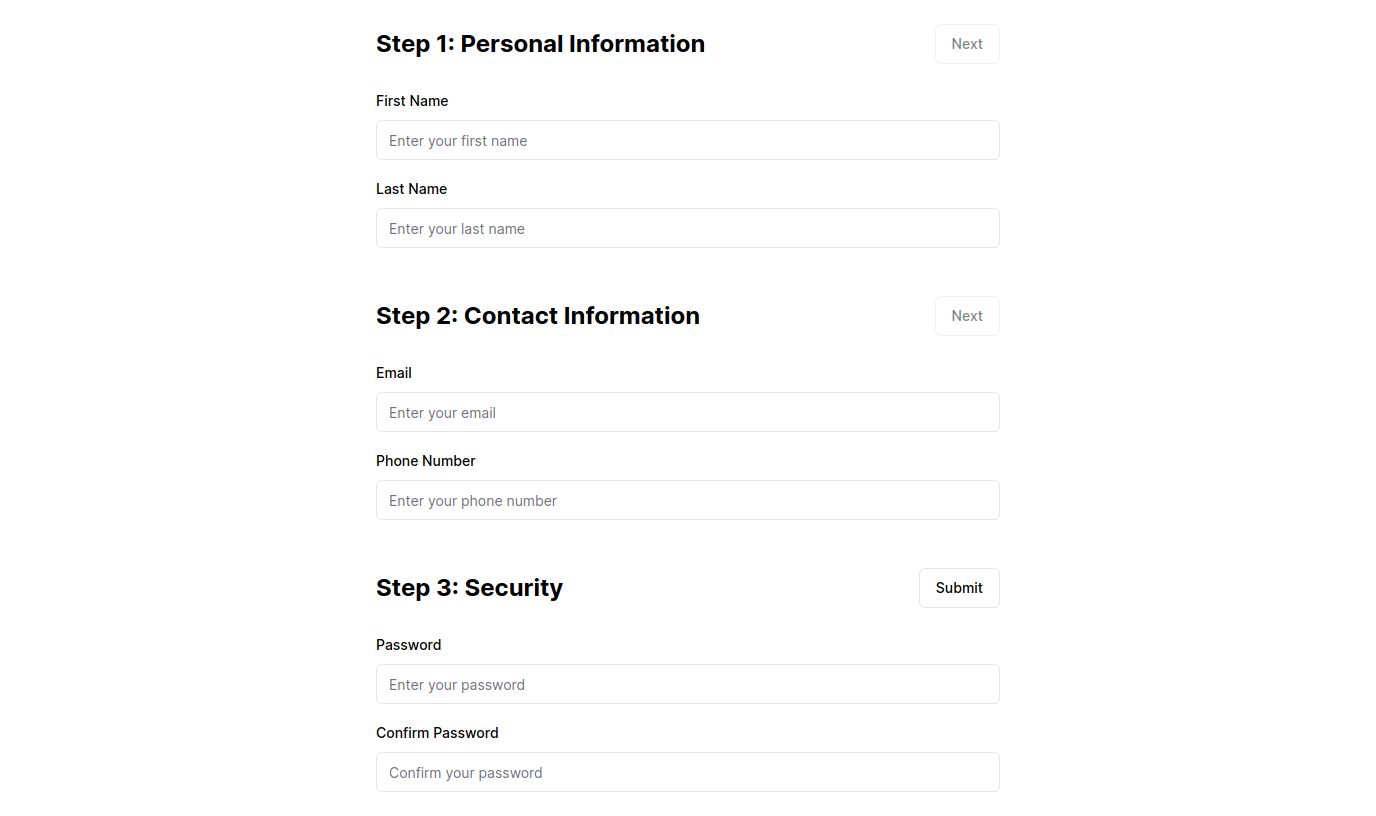 Step 1: Personal Information
Next
First Name
Enter your first name
Last Name
Enter your last name
Step 2: Contact Information
Next
Email
Enter your email
Phone Number
Enter your phone number
Step 3: Security
Submit
Password
Enter your password
Confirm Password
Confirm your password